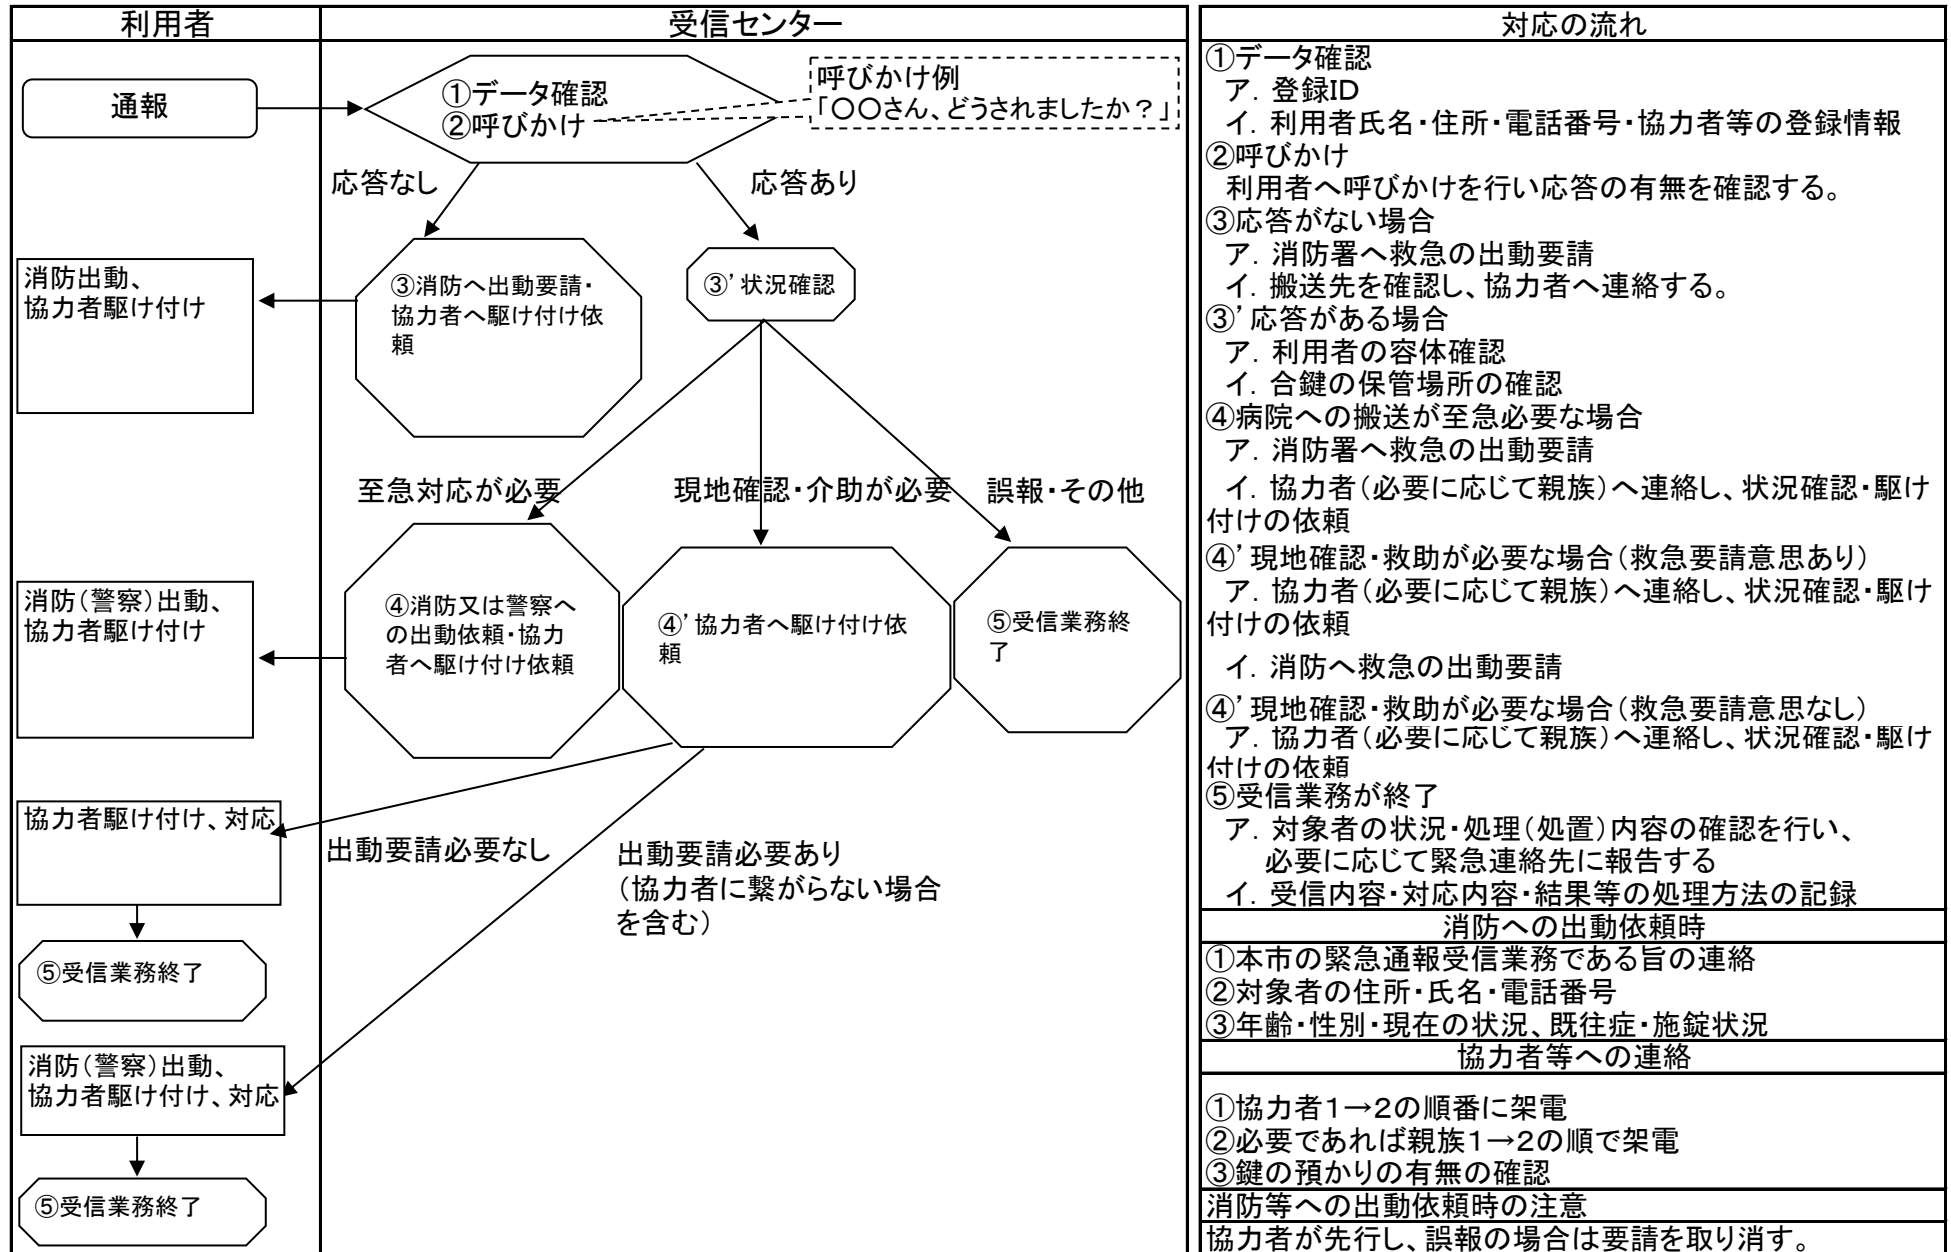 利用者
受信センター
通報
①データ確認
②呼びかけ
呼びかけ例
「〇〇さん、どうされましたか？」
応答なし
応答あり
消防出動、
協力者駆け付け
③消防へ出動要請・
協力者へ駆け付け依
頼
③’状況確認
至急対応が必要
現地確認・介助が必要
誤報・その他
消防（警察）出動、
協力者駆け付け
④消防又は警察へ
の出動依頼・協力
者へ駆け付け依頼
④’協力者へ駆け付け依
頼
⑤受信業務終
了
協力者駆け付け、対応
出動要請必要なし
出動要請必要あり
（協力者に繋がらない場合
を含む）
⑤受信業務終了
消防（警察）出動、
協力者駆け付け、対応
⑤受信業務終了
対応の流れ
①データ確認
ア．登録ID
イ．利用者氏名・住所・電話番号・協力者等の登録情報
②呼びかけ
利用者へ呼びかけを行い応答の有無を確認する。
③応答がない場合
ア．消防署へ救急の出動要請
イ．搬送先を確認し、協力者へ連絡する。
③’応答がある場合
ア．利用者の容体確認
イ．合鍵の保管場所の確認
④病院への搬送が至急必要な場合
ア．消防署へ救急の出動要請
イ．協力者（必要に応じて親族）へ連絡し、状況確認・駆け
付けの依頼
④’現地確認・救助が必要な場合（救急要請意思あり）
ア．協力者（必要に応じて親族）へ連絡し、状況確認・駆け
付けの依頼
イ．消防へ救急の出動要請
④’現地確認・救助が必要な場合（救急要請意思なし）
ア．協力者（必要に応じて親族）へ連絡し、状況確認・駆け
付けの依頼
⑤受信業務が終了
ア．対象者の状況・処理（処置）内容の確認を行い、
必要に応じて緊急連絡先に報告する
イ．受信内容・対応内容・結果等の処理方法の記録
消防への出動依頼時
①本市の緊急通報受信業務である旨の連絡
②対象者の住所・氏名・電話番号
③年齢・性別・現在の状況、既往症・施錠状況
協力者等への連絡
①協力者１→２の順番に架電
②必要であれば親族１→２の順で架電
③鍵の預かりの有無の確認
消防等への出動依頼時の注意
協力者が先行し、誤報の場合は要請を取り消す。